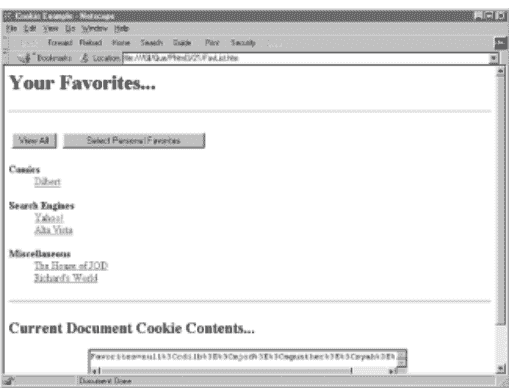 Cookie Example - Netscape
File Edit View Go Window Help
Forward Reload Home Search Guide Print Security
Bookmarks Location:
Your Favorites...
View All Select Personal Favorites
Comics
Dilbert
Search Engines
Yahoo!
Alta Vista
Miscellaneous
The House of JOD
Richard's World
Current Document Cookie Contents...
Document: Done